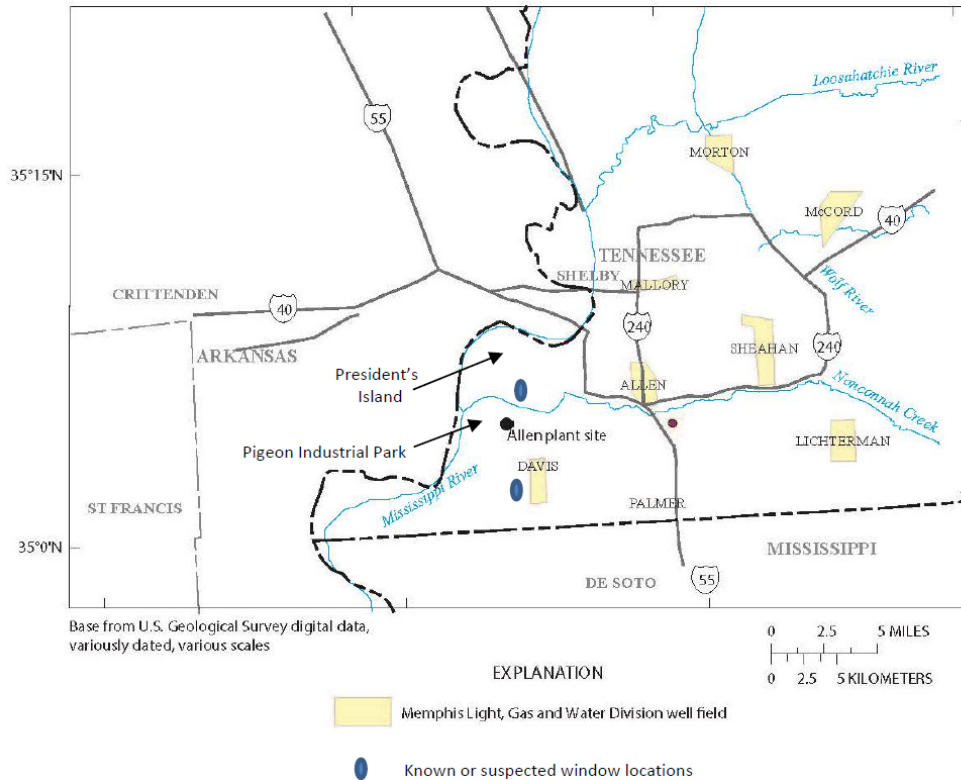 Loosahatchie River
55
MORTON
35°15'N
McCORD
40
TENNESSEE
SHELBY
MALLORY
Wolf River
CRITTENDEN
40
240
SHEAHAN
240
ARKANSAS
President's
Island
ALLEN
Nonconnah Creek
Pigeon Industrial Park
Allen plant site
LICHTERMAN
DAVIS
Mississippi River
ST FRANCIS
PALMER
35°0'N
MISSISSIPPI
DE SOTO
55
Base from U.S. Geological Survey digital data,
variously dated, various scales
0 2.5 5 MILES
0 2.5 5 KILOMETERS
EXPLANATION
Memphis Light, Gas and Water Division well field
Known or suspected window locations